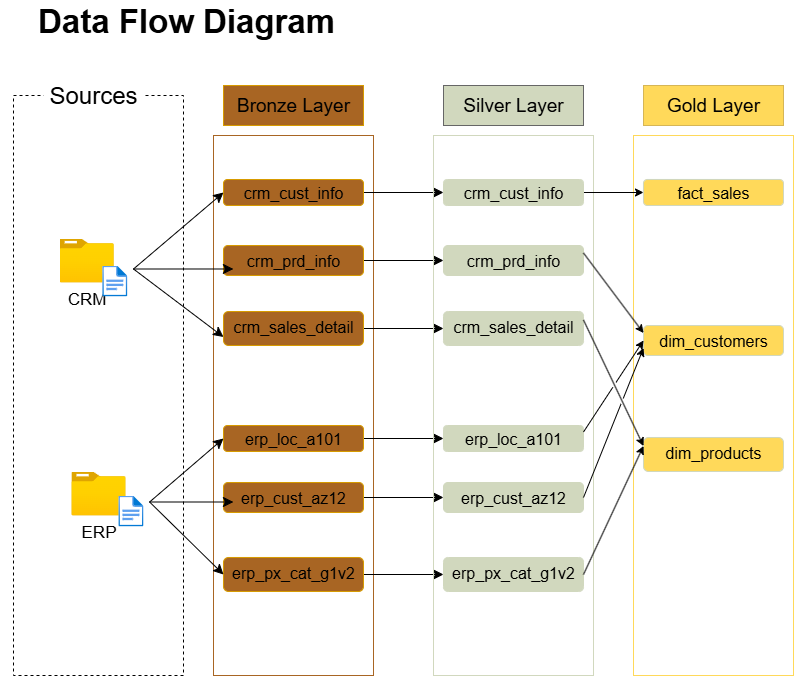 Data Flow Diagram
Sources
Bronze Layer
Silver Layer
Gold Layer
crm_cust_info
crm_cust_info
fact_sales
crm_prd_info
crm_prd_info
CRM
crm_sales_detail
crm_sales_detail
dim_customers
erp_loc_a101
erp_loc_a101
dim_products
erp_cust_az12
erp_cust_az12
ERP
erp_px_cat_g1v2
erp_px_cat_g1v2